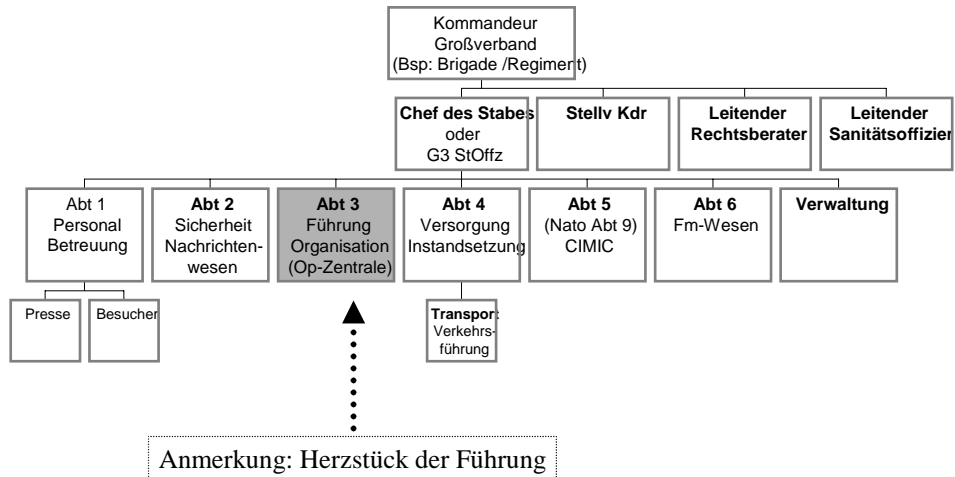 Kommandeur
Großverband
(Bsp: Brigade /Regiment)
Chef des Stabes
oder
G3 StOffz
Stellv Kdr
Leitender
Rechtsberater
Leitender
Sanitätsoffizier
Abt 1
Personal
Betreuung
Abt 2
Sicherheit
Nachrichten-
wesen
Abt 3
Führung
Organisation
(Op-Zentrale)
Abt 4
Versorgung
Instandsetzung
Abt 5
(Nato Abt 9)
CIMIC
Abt 6
Fm-Wesen
Verwaltung
Presse
Besucher
Transport
Verkehrs-
führung
Anmerkung: Herzstück der Führung